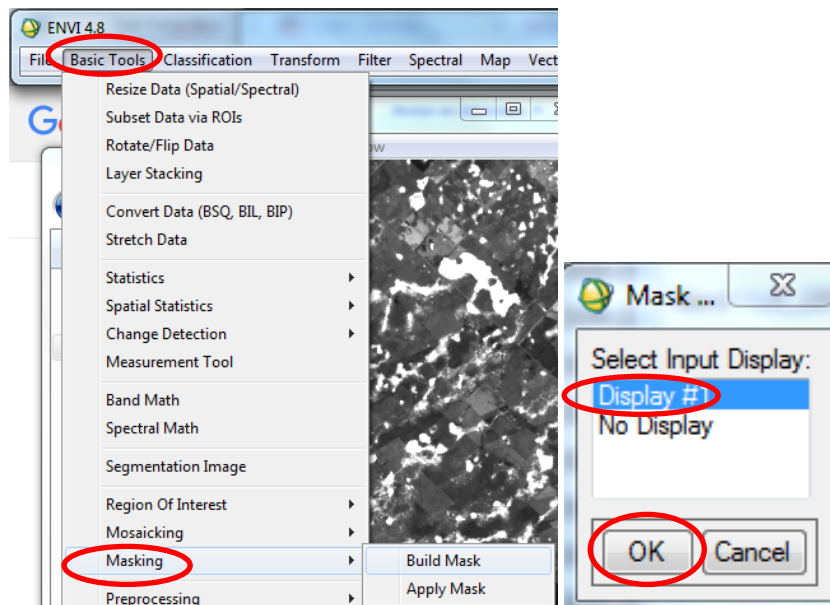 ENVI 4.8
File Basic Tools Classification Transform Filter Spectral Map Vect
Resize Data (Spatial/Spectral)
Subset Data via ROIs
Rotate/Flip Data
Layer Stacking
Convert Data (BSQ, BIL, BIP)
Stretch Data
Statistics
Spatial Statistics
Change Detection
Measurement Tool
Band Math
Spectral Math
Segmentation Image
Region Of Interest
Mosaicking
Masking
Build Mask
Apply Mask
Preprocessing
Mask ...
Select Input Display:
Display #1
No Display
OK Cancel